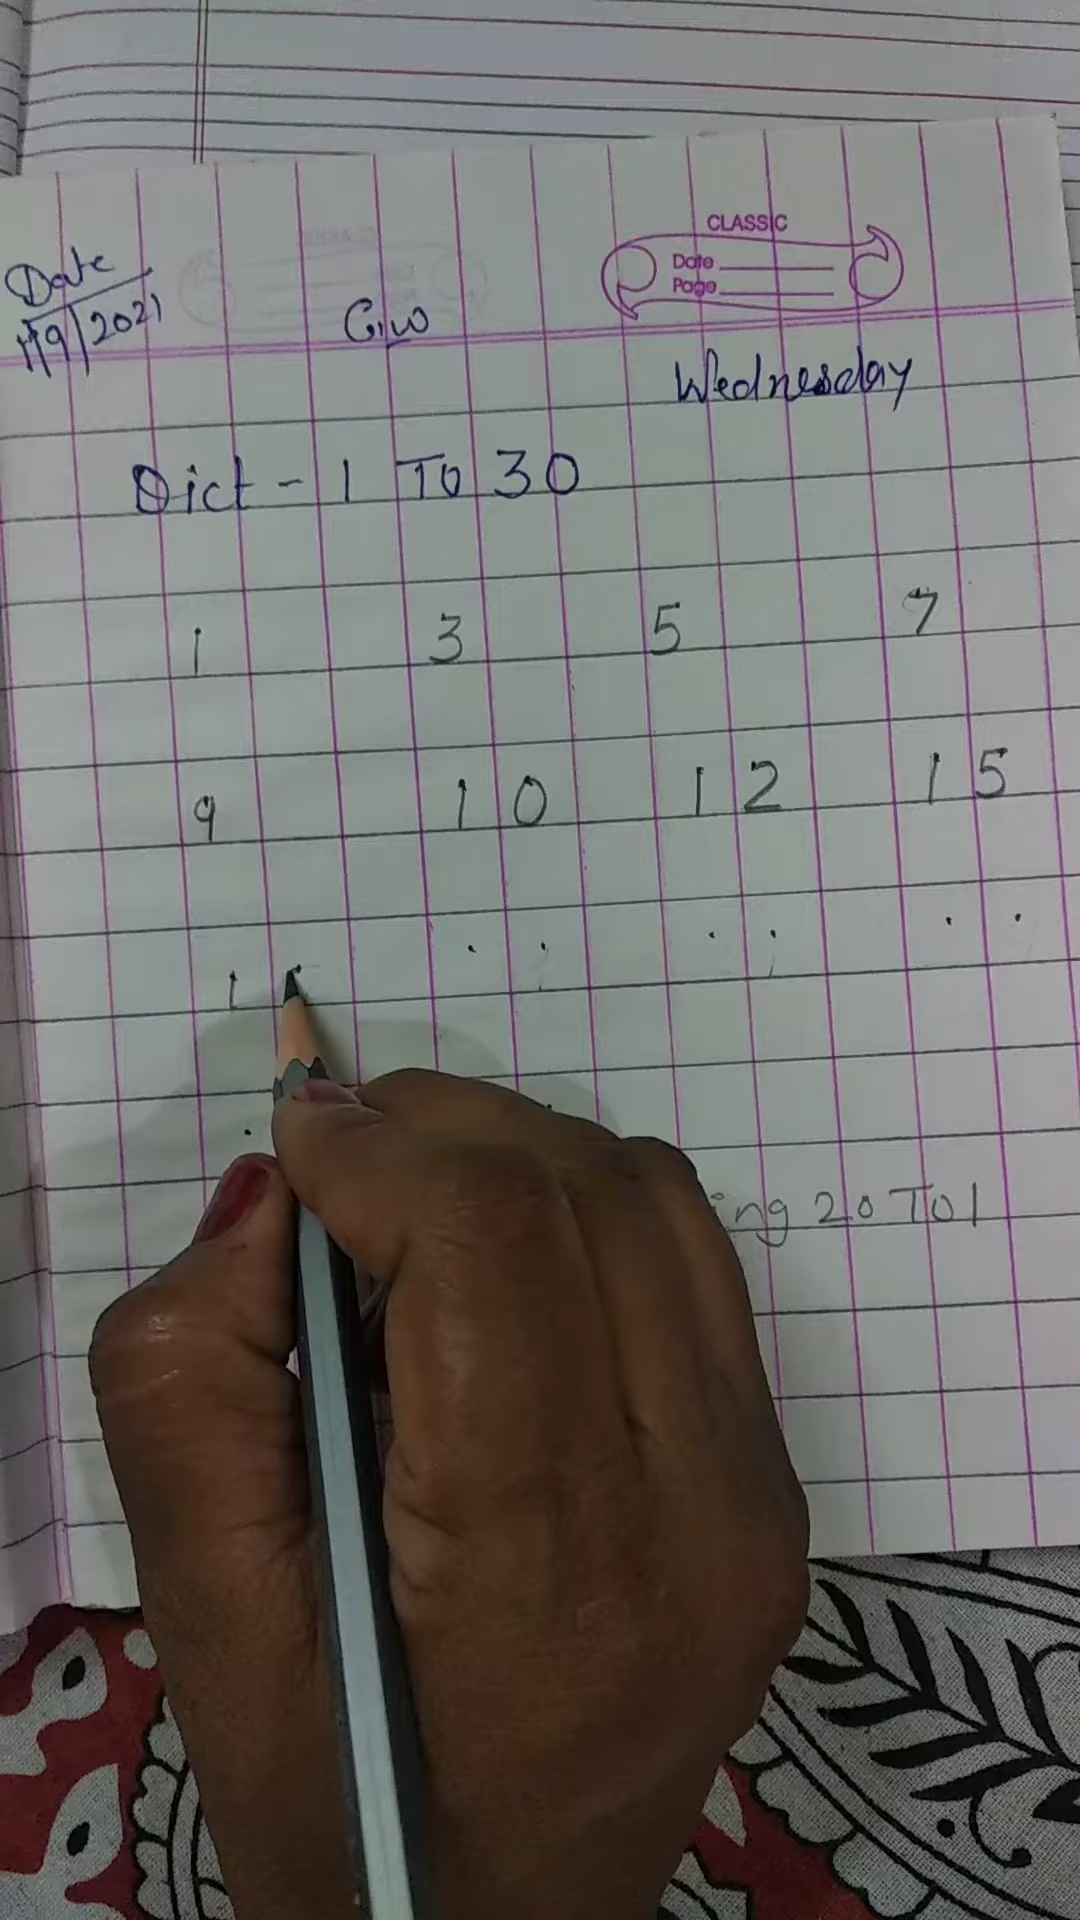 CLASSIC
Date
Page
Date
1/9/2021
C.W
Wednesday
Dict - 1 To 30
1 3 5 7
9 10 12 15
1
ing 20 To 1